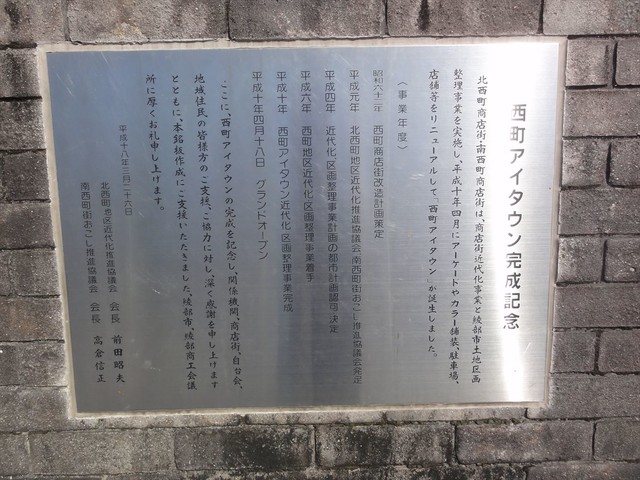 西町アイタウン完成記念
北西町商店街・南西町商店街は、商店街近代化事業と綾部市土地区画
整理事業を実施し、平成十年四月にアーケードやカラー舗装、駐車場、
店舗等をリニューアルして、「西町アイタウン」が誕生しました。
〈事業年度〉
昭和六十二年 西町商店街改造計画策定
平成元年 北西町地区近代化推進協議会 南西町街おこし推進協議会発足
平成四年 近代化区画整理事業計画の都市計画認可決定
平成六年 西町地区近代化区画整理事業着手
平成十年 西町アイタウン近代化区画整理事業完成
平成十年四月十八日 グランドオープン
ここに、西町アイタウンの完成を記念し、関係機関、商店街、自治会、
地域住民の皆様方のご支援、ご協力に対し、深く感謝を申し上げます
とともに、本銘板作成にご支援いただきました、綾部市、綾部商工会議
所に厚くお礼申し上げます。
平成十八年三月二十六日
北西町地区近代化推進協議会 会長 前田昭夫
南西町街おこし推進協議会 会長 高倉信正